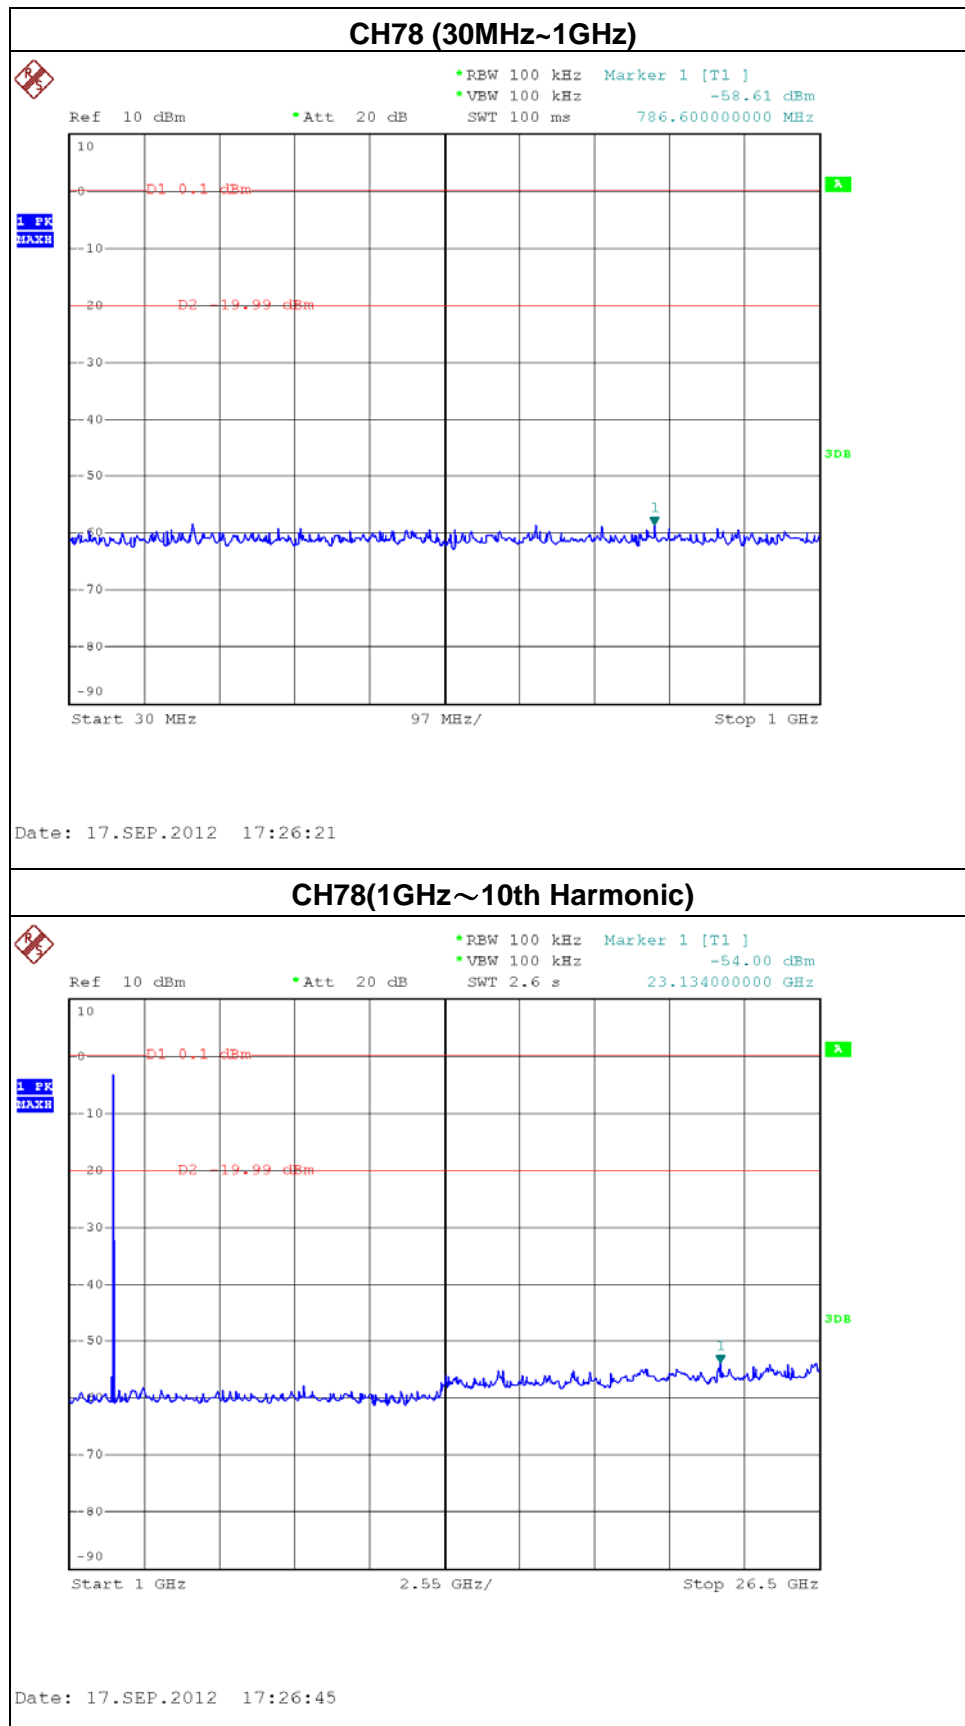 CH78 (30MHz~1GHz)
R S
*RBW 100 kHz Marker 1 [T1 ]
*VBW 100 kHz -58.61 dBm
Ref 10 dBm *Att 20 dB SWT 100 ms 786.600000000 MHz
10
0 D1 0.1 dBm
A
1 PK
MAXH
-10
-20 D2 -19.99 dBm
-30
-40
-50
3DB
1
-60
-70
-80
-90
Start 30 MHz 97 MHz/ Stop 1 GHz
Date: 17.SEP.2012 17:26:21
CH78(1GHz～10th Harmonic)
R S
*RBW 100 kHz Marker 1 [T1 ]
*VBW 100 kHz -54.00 dBm
Ref 10 dBm *Att 20 dB SWT 2.6 s 23.134000000 GHz
10
0 D1 0.1 dBm
A
1 PK
MAXH
-10
-20 D2 -19.99 dBm
-30
-40
3DB
-50
1
-60
-70
-80
-90
Start 1 GHz 2.55 GHz/ Stop 26.5 GHz
Date: 17.SEP.2012 17:26:45